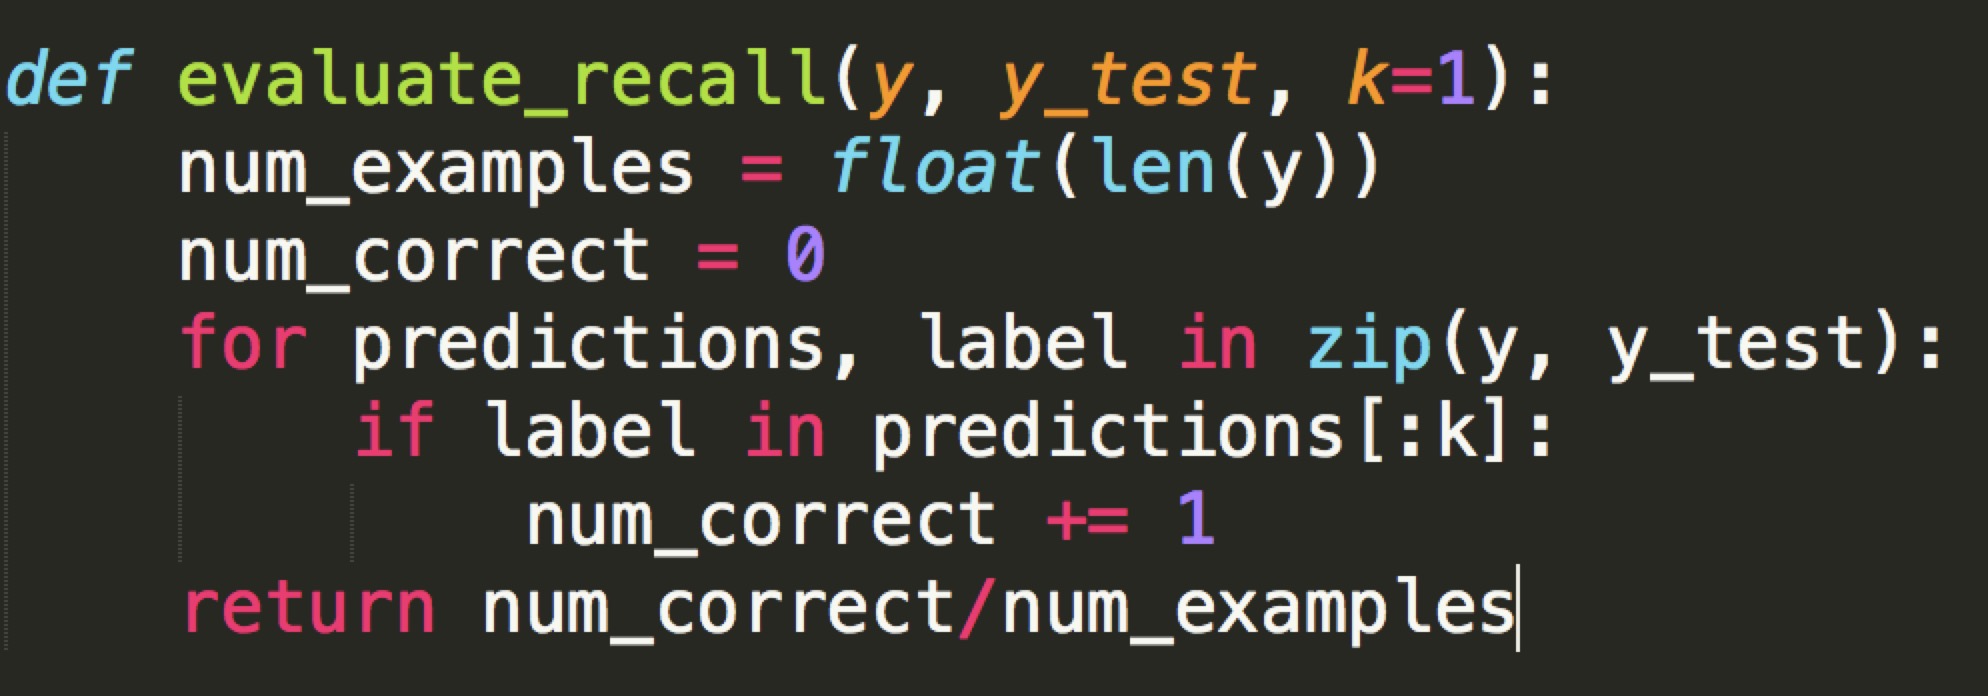 def evaluate_recall(y, y_test, k=1):
    num_examples = float(len(y))
    num_correct = 0
    for predictions, label in zip(y, y_test):
        if label in predictions[:k]:
            num_correct += 1
    return num_correct/num_examples